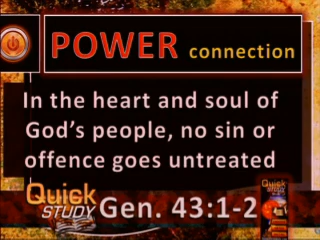 POWER connection
In the heart and soul of
God's people, no sin or
offence goes untreated
Quick
STUDY
Gen. 43:1-2
Quick